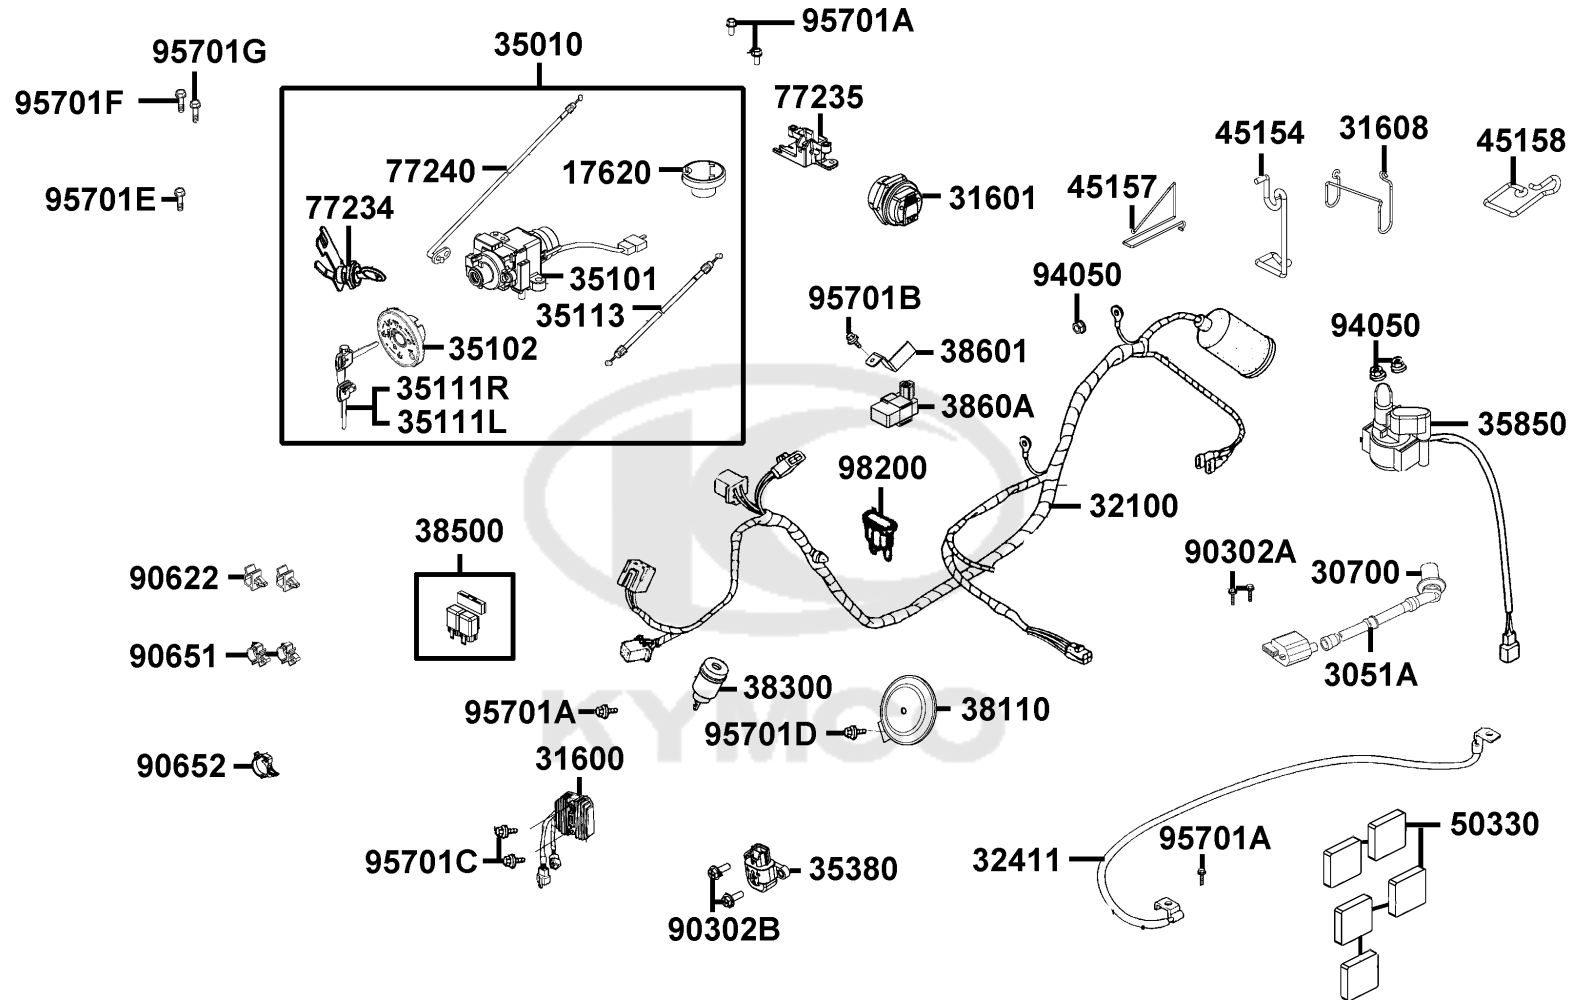 95701A
35010
95701G
95701F
77235
45154
31608
45158
77240
17620
45157
31601
95701E
77234
35101
94050
95701B
35113
94050
35102
38601
35111R
3860A
35111L
35850
98200
32100
38500
90302A
30700
90622
90651
3051A
38300
95701A
38110
95701D
KYMCO
31600
90652
50330
95701A
95701C
32411
35380
90302B